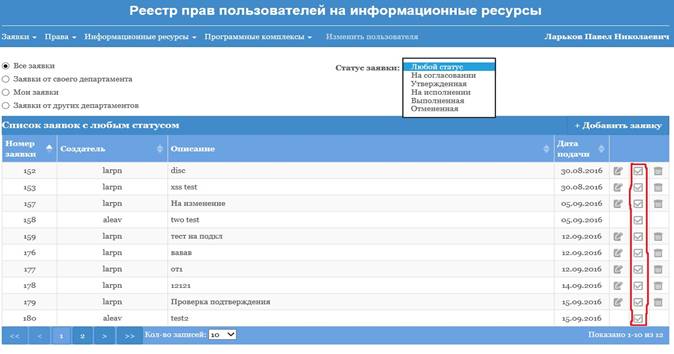 Реестр прав пользователей на информационные ресурсы
Заявки Права Информационные ресурсы Программные комплексы Изменить пользователя Ларьков Павел Николаевич
Все заявки
Заявки от своего департамента
Мои заявки
Заявки от других департаментов
Статус заявки:
Любой статус
На согласовании
Утвержденная
На исполнении
Выполненная
Отмененная
Список заявок с любым статусом + Добавить заявку
Номер заявки Создатель Описание Дата подачи
152 larpn disc 30.08.2016
153 larpn xss test 30.08.2016
157 larpn На изменение 05.09.2016
158 aleav two test 05.09.2016
159 larpn тест на подкл 12.09.2016
176 larpn вавав 12.09.2016
177 larpn от1 12.09.2016
178 larpn 12121 14.09.2016
179 larpn Проверка подтверждения 15.09.2016
180 aleav test2 15.09.2016
<< < 1 2 > >> Кол-во записей: 10 Показано 1-10 из 12